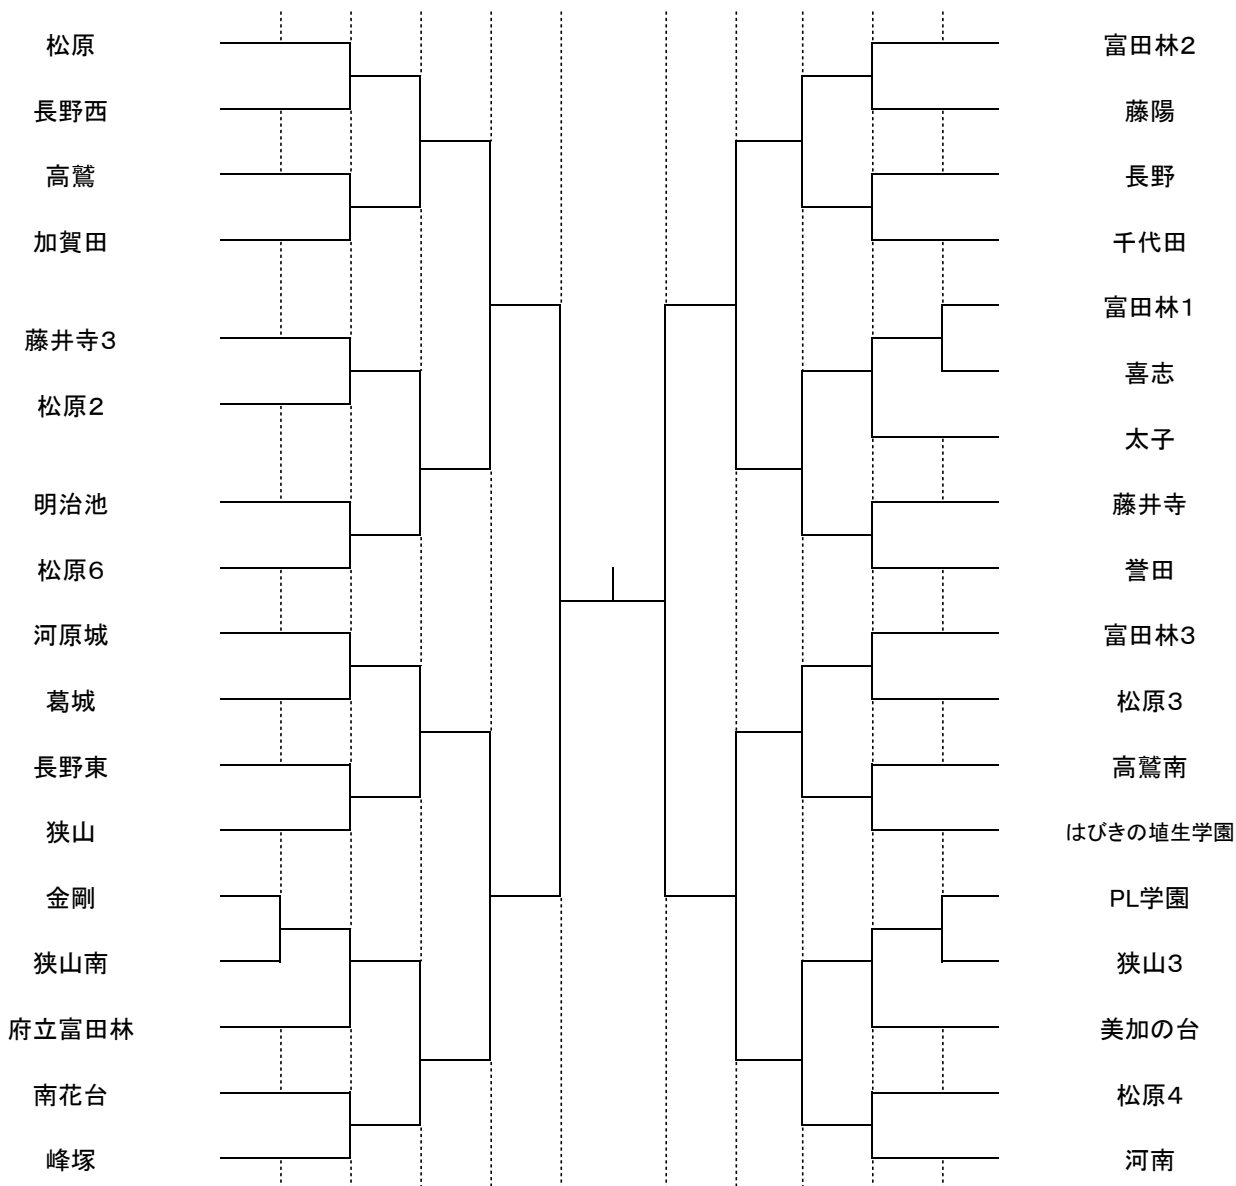 松原
長野西
高鷲
加賀田
藤井寺3
松原2
明治池
松原6
河原城
葛城
長野東
狭山
金剛
狭山南
府立富田林
南花台
峰塚
富田林2
藤陽
長野
千代田
富田林1
喜志
太子
藤井寺
誉田
富田林3
松原3
高鷲南
はびきの埴生学園
PL学園
狭山3
美加の台
松原4
河南